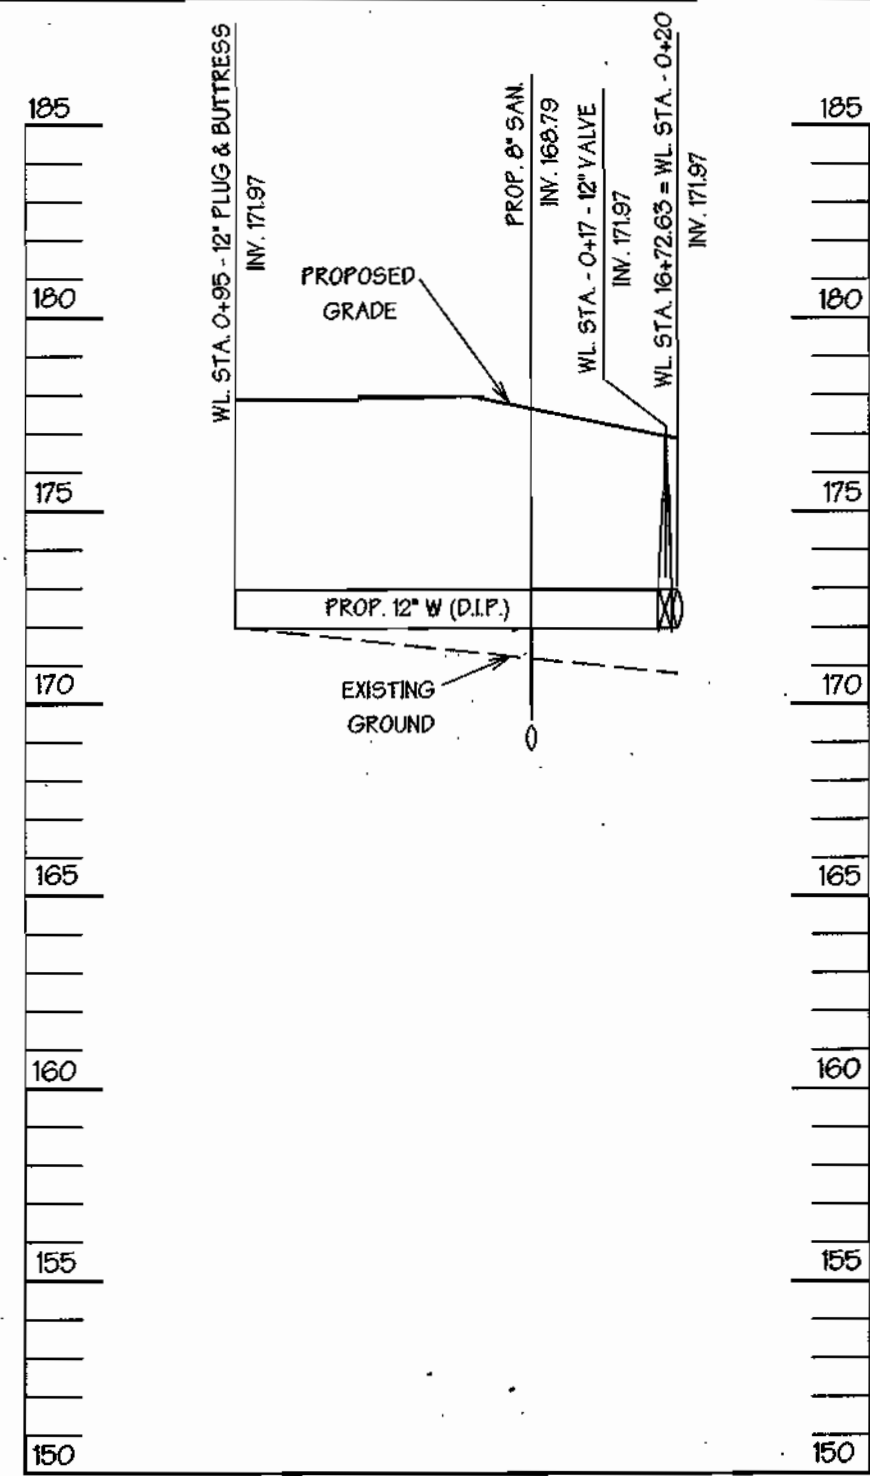 WL. STA. 0+95 - 12" PLUG & BUTTRESS
INV. 171.97
PROP. 8" SAN.
INV. 168.79
WL. STA. - 0+17 - 12" VALVE
INV. 171.97
WL. STA. 16+72.63 = WL. STA. - 0+20
INV. 171.97
185
185
PROPOSED
GRADE
180
180
175
175
PROP. 12" W (D.I.P.)
170
170
EXISTING
GROUND
165
165
160
160
155
155
150
150